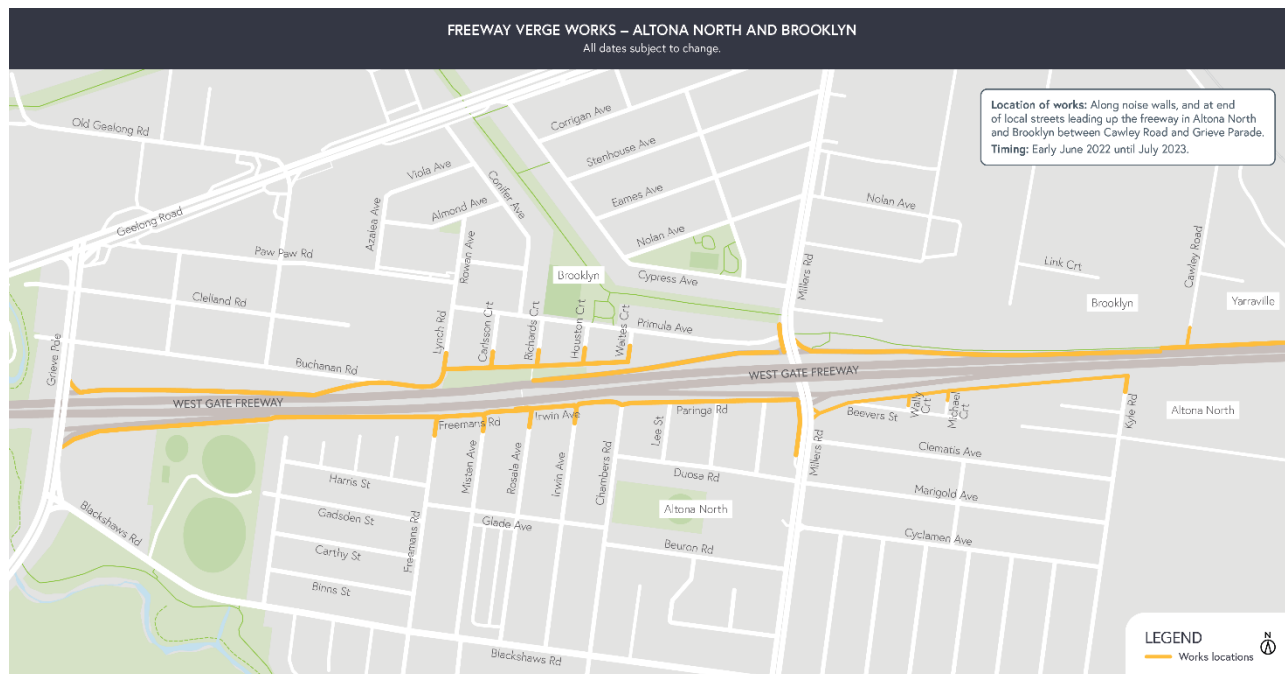 FREEWAY VERGE WORKS – ALTONA NORTH AND BROOKLYN
All dates subject to change.
Location of works: Along noise walls, and at end
of local streets leading up the freeway in Altona North
and Brooklyn between Cawley Road and Grieve Parade.
Timing: Early June 2022 until July 2023.
Old Geelong Rd
Corrigan Ave
Stenhouse Ave
Viola Ave
Conifer Ave
Eames Ave
Nolan Ave
Almond Ave
Azalea Ave
Geelong Road
Nolan Ave
Rowan Ave
Paw Paw Rd
Brooklyn
Cypress Ave
Millers Rd
Link Crt
Cawley Road
Brooklyn
Yarraville
Clelland Rd
Lynch Rd
Carlsson Crt
Richards Crt
Houston Crt
Waites Crt
Primula Ave
Grieve Pde
Buchanan Rd
WEST GATE FREEWAY
WEST GATE FREEWAY
Freemans Rd
Irwin Ave
Paringa Rd
Lee St
Beevers St
Wally Crt
Michael Crt
Kyle Rd
Altona North
Misten Ave
Rosala Ave
Irwin Ave
Chambers Rd
Millers Rd
Clematis Ave
Harris St
Duosa Rd
Marigold Ave
Gadsden St
Glade Ave
Altona North
Cyclamen Ave
Blackshaws Rd
Carthy St
Freemans Rd
Beuron Rd
Binns St
Blackshaws Rd
LEGEND
N
Works locations